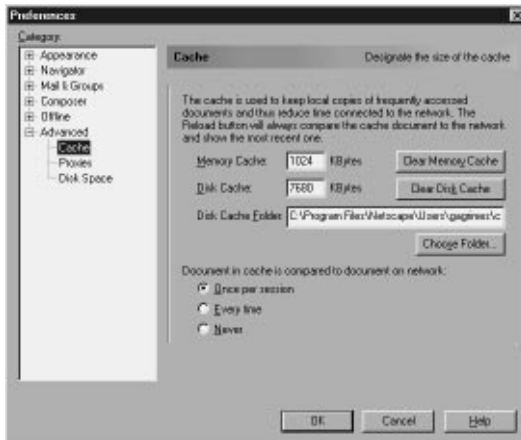 Preferences
Category:
Appearance
Navigator
Mail & Groups
Composer
Offline
Advanced
Cache
Proxies
Disk Space
Cache Designate the size of the cache
The cache is used to keep local copies of frequently accessed
documents and thus reduce time connected to the network. The
Reload button will always compare the cache document to the network
and show the most recent one.
Memory Cache: 1024 KBytes Clear Memory Cache
Disk Cache: 7680 KBytes Clear Disk Cache
Disk Cache Folder C:\Program Files\Netscape\Users\gagrimes\c
Choose Folder...
Document in cache is compared to document on network:
Once per session
Every time
Never
OK Cancel Help